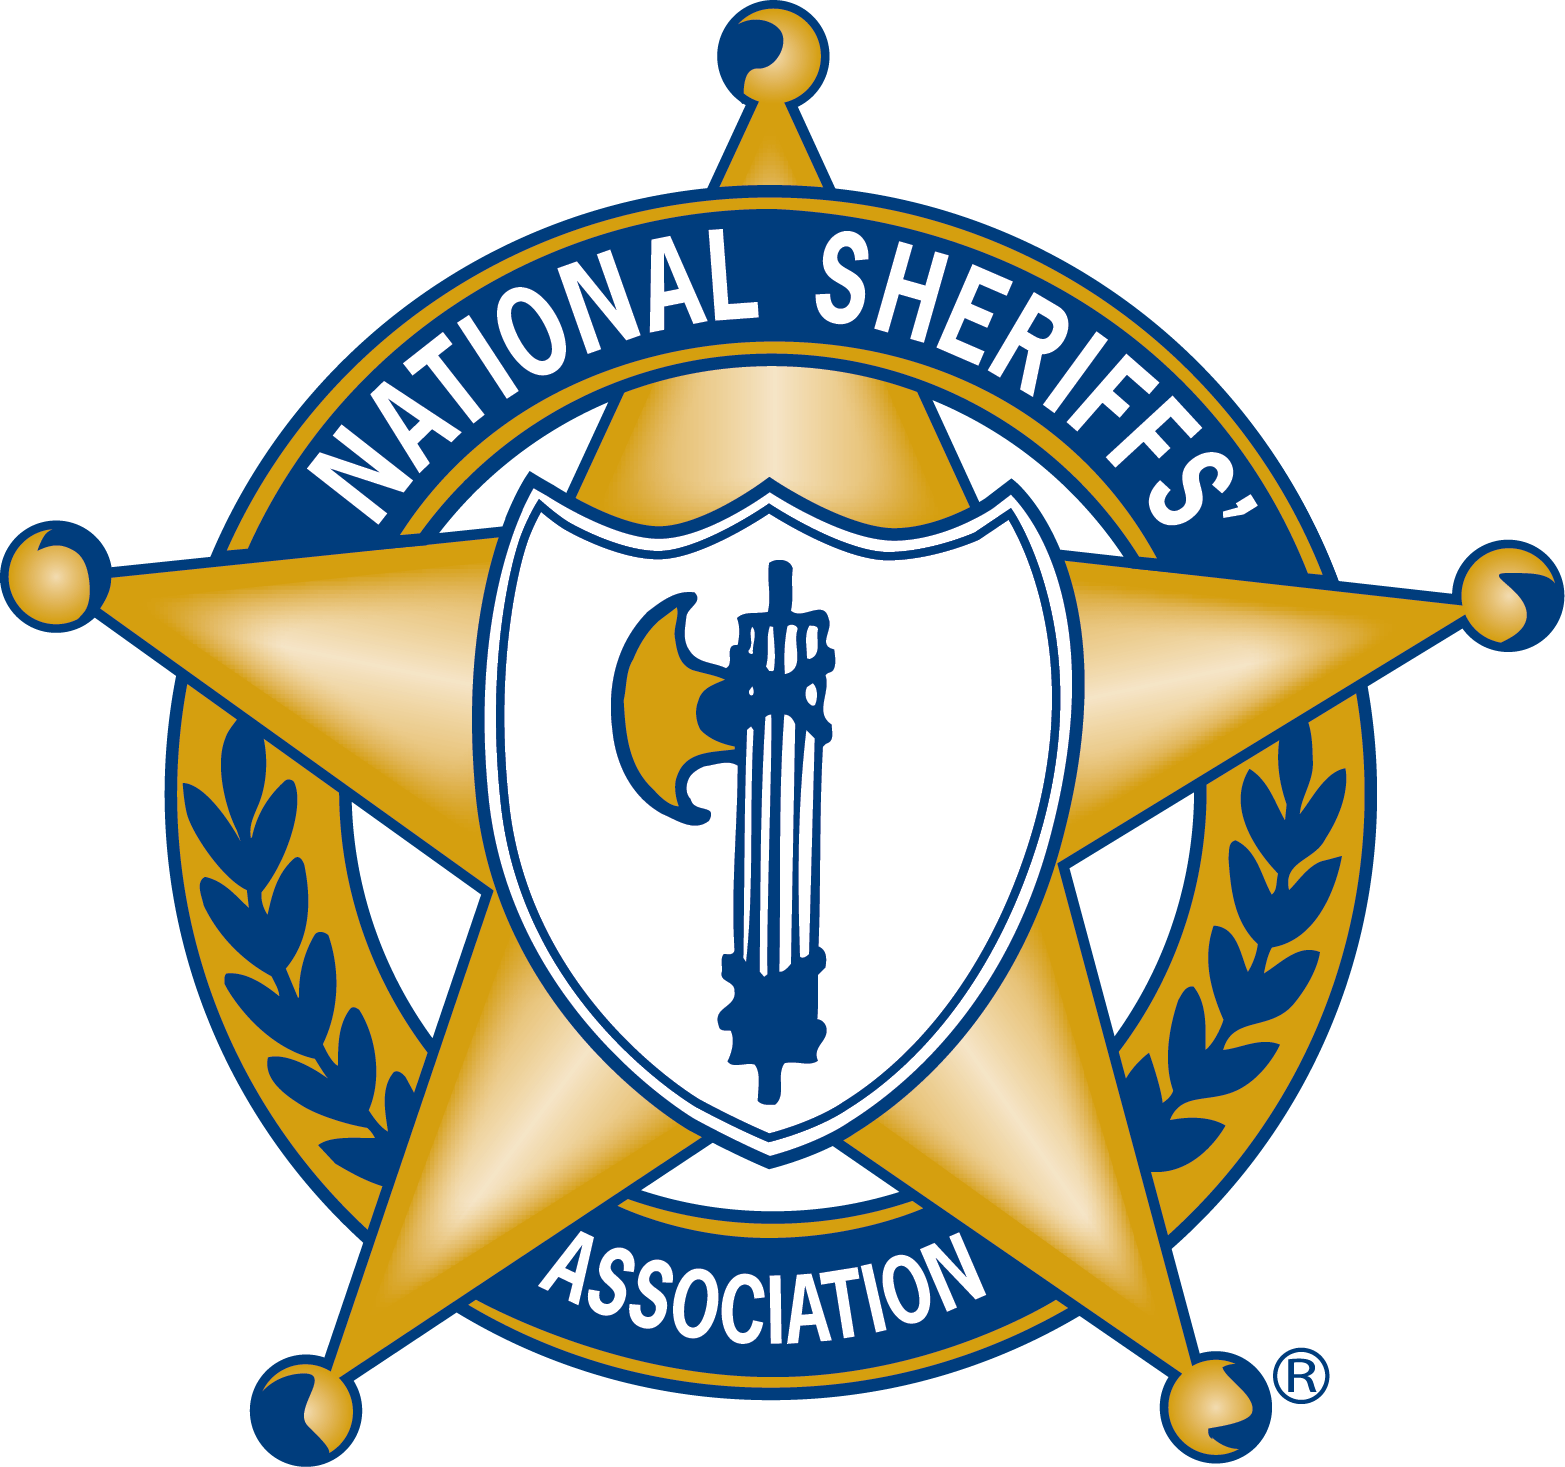 NATIONAL SHERIFFS'
ASSOCIATION
®